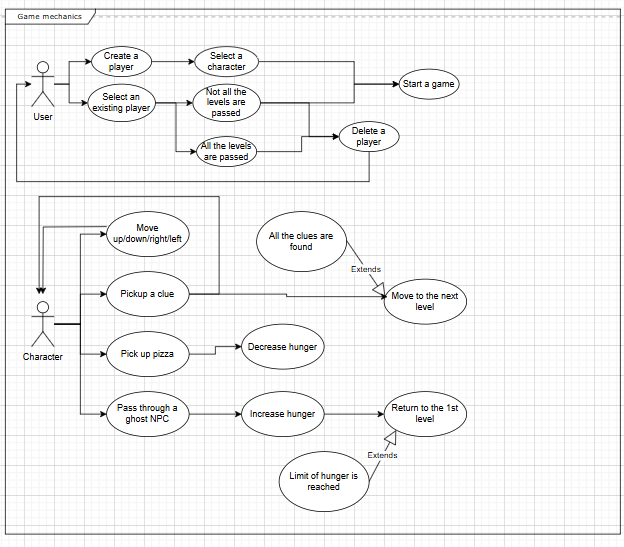 Game mechanics
Create a
player
Select a
character
Select an
existing player
Not all the
levels are
passed
Start a game
User
All the levels
are passed
Delete a
player
Move
up/down/right/left
All the clues are
found
Extends
Pickup a clue
Move to the next
level
Character
Pick up pizza
Decrease hunger
Pass through a
ghost NPC
Increase hunger
Return to the 1st
level
Extends
Limit of hunger is
reached